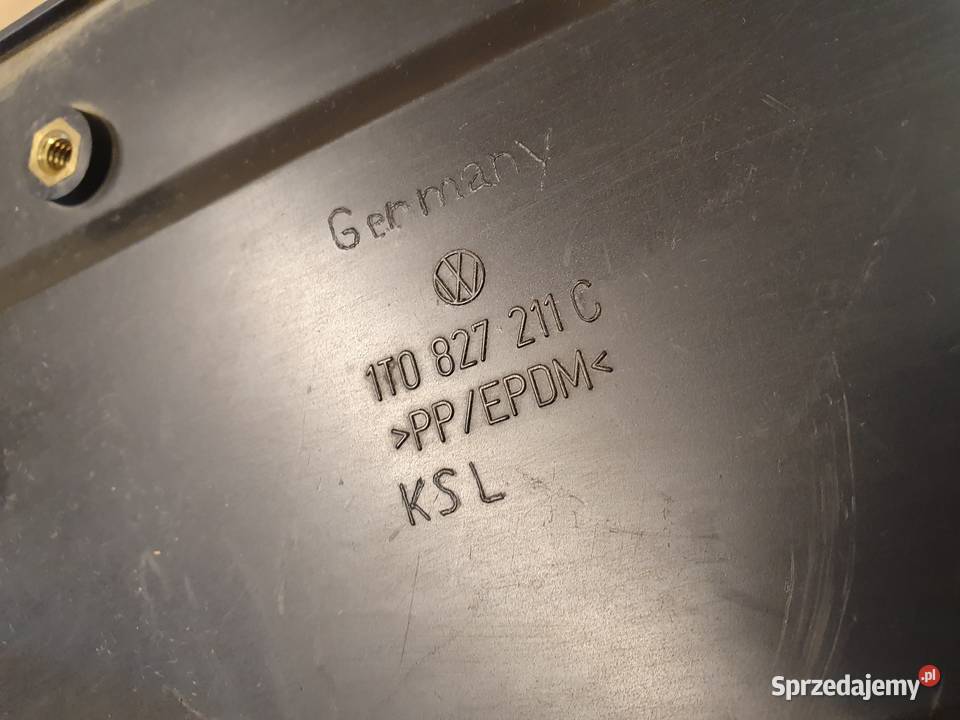 Germany
1T0 827 211 C
>PP/EPDM<
KSL
Sprzedajemy.pl